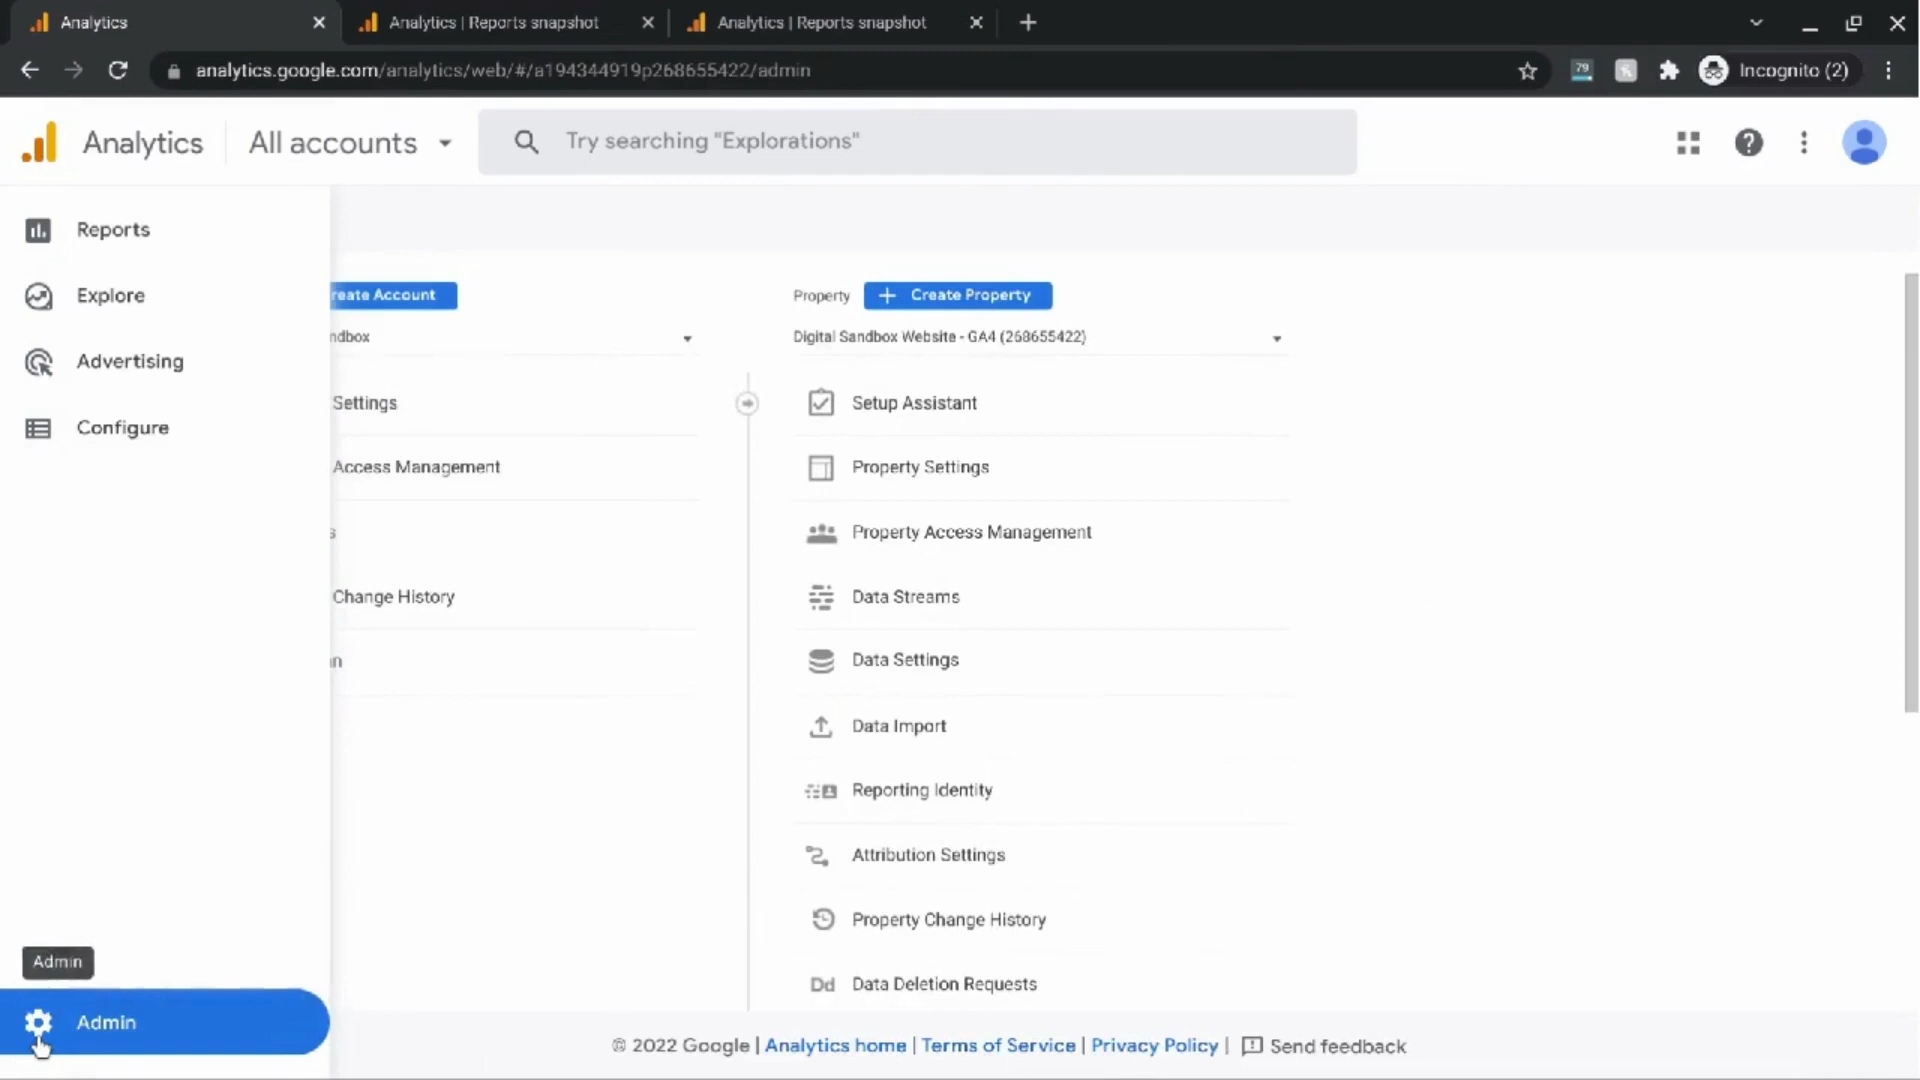 Analytics
Analytics | Reports snapshot
Analytics | Reports snapshot
analytics.google.com/analytics/web/#/a194344919p268655422/admin
79
Incognito (2)
Analytics
All accounts
Try searching "Explorations"
Reports
Explore
Advertising
Configure
Admin
Admin
reate Account
ndbox
Settings
Access Management
s
Change History
n
Property
+ Create Property
Digital Sandbox Website - GA4 (268655422)
Setup Assistant
Property Settings
Property Access Management
Data Streams
Data Settings
Data Import
Reporting Identity
Attribution Settings
Property Change History
Dd Data Deletion Requests
© 2022 Google | Analytics home | Terms of Service | Privacy Policy | Send feedback